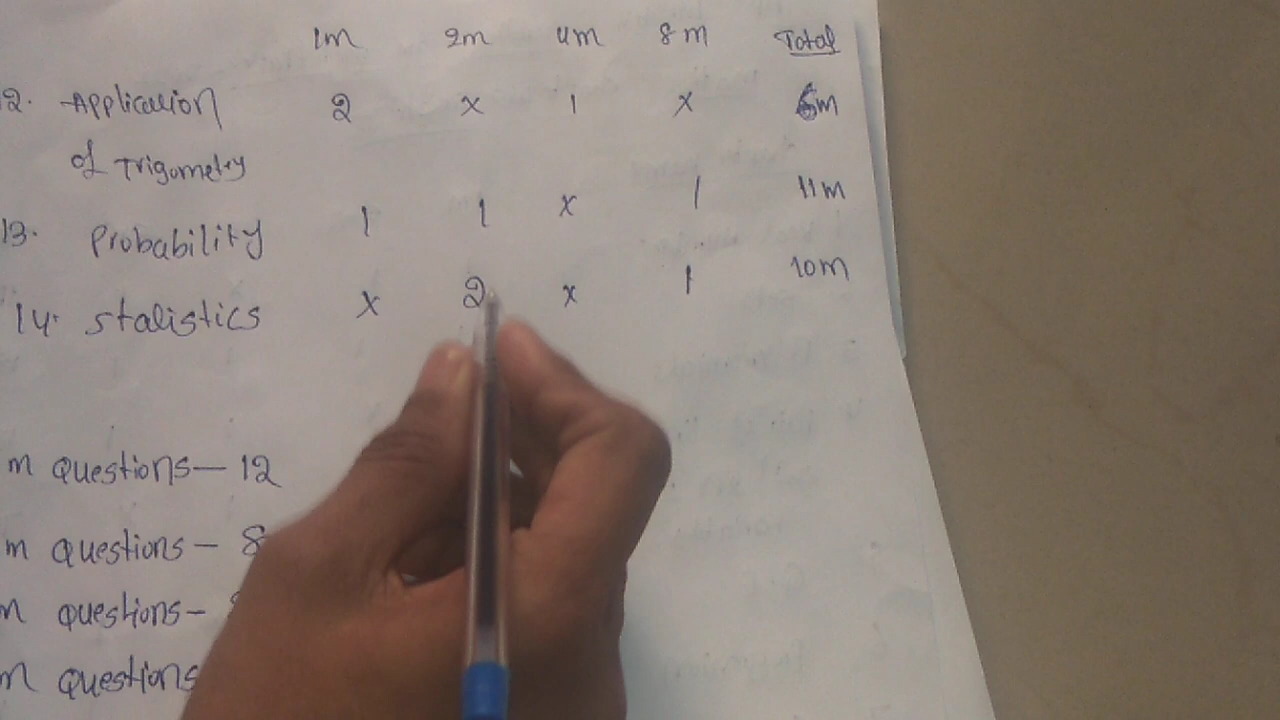 1m 2m 4m 8m Total
12. Application 2 x 1 x 6m
of Trigometry
13. Probability 1 1 x 1 11m
14. Stalistics x 2 x 1 10m
m Questions - 12
m Questions - 8
m Questions -
m Questions